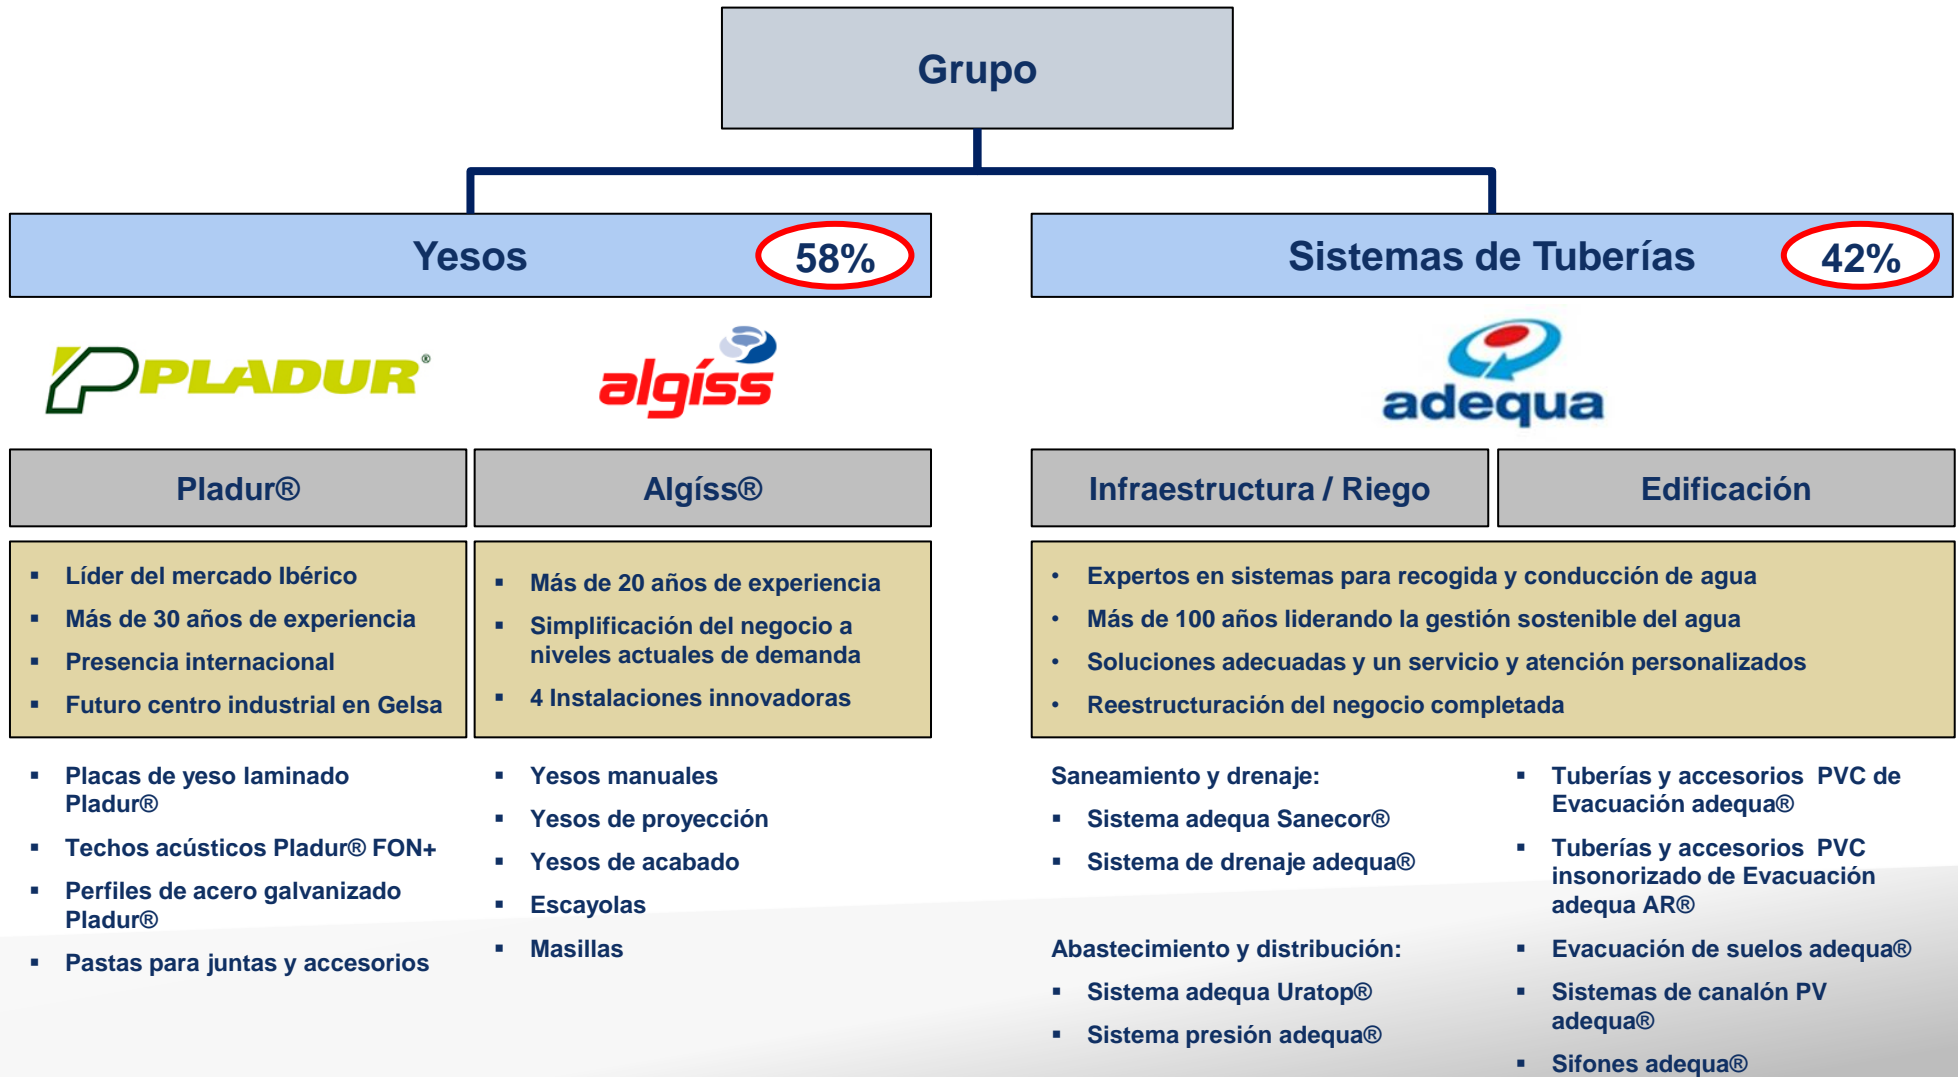 Grupo
Yesos
58%
Sistemas de Tuberías
42%
PPLADUR®
algíss
adequa
Pladur®
Algíss®
Infraestructura / Riego
Edificación
▪ Líder del mercado Ibérico
▪ Más de 30 años de experiencia
▪ Presencia internacional
▪ Futuro centro industrial en Gelsa
▪ Más de 20 años de experiencia
▪ Simplificación del negocio a
niveles actuales de demanda
▪ 4 Instalaciones innovadoras
• Expertos en sistemas para recogida y conducción de agua
• Más de 100 años liderando la gestión sostenible del agua
• Soluciones adecuadas y un servicio y atención personalizados
• Reestructuración del negocio completada
▪ Placas de yeso laminado
Pladur®
▪ Techos acústicos Pladur® FON+
▪ Perfiles de acero galvanizado
Pladur®
▪ Pastas para juntas y accesorios
▪ Yesos manuales
▪ Yesos de proyección
▪ Yesos de acabado
▪ Escayolas
▪ Masillas
Saneamiento y drenaje:
▪ Sistema adequa Sanecor®
▪ Sistema de drenaje adequa®
Abastecimiento y distribución:
▪ Sistema adequa Uratop®
▪ Sistema presión adequa®
▪ Tuberías y accesorios PVC de
Evacuación adequa®
▪ Tuberías y accesorios PVC
insonorizado de Evacuación
adequa AR®
▪ Evacuación de suelos adequa®
▪ Sistemas de canalón PV
adequa®
▪ Sifones adequa®